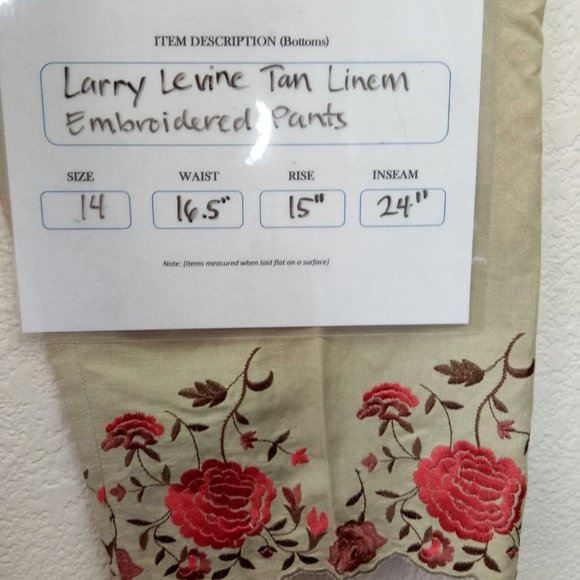 ITEM DESCRIPTION (Bottoms)
Larry Levine Tan Linem
Embroidered Pants
SIZE WAIST RISE INSEAM
14 16.5" 15" 24"
Note: (items measured when laid flat on a surface)